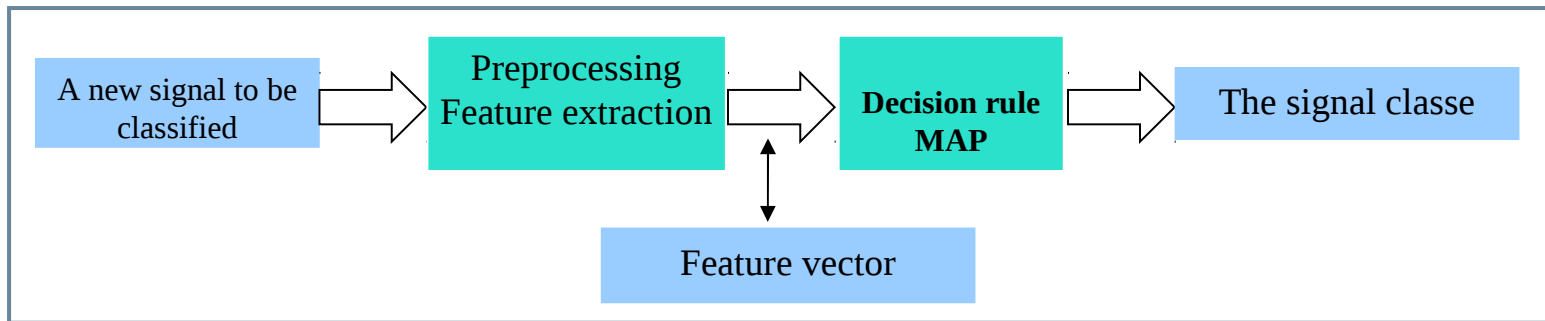 A new signal to be
classified
Preprocessing
Feature extraction
Decision rule
MAP
The signal classe
Feature vector